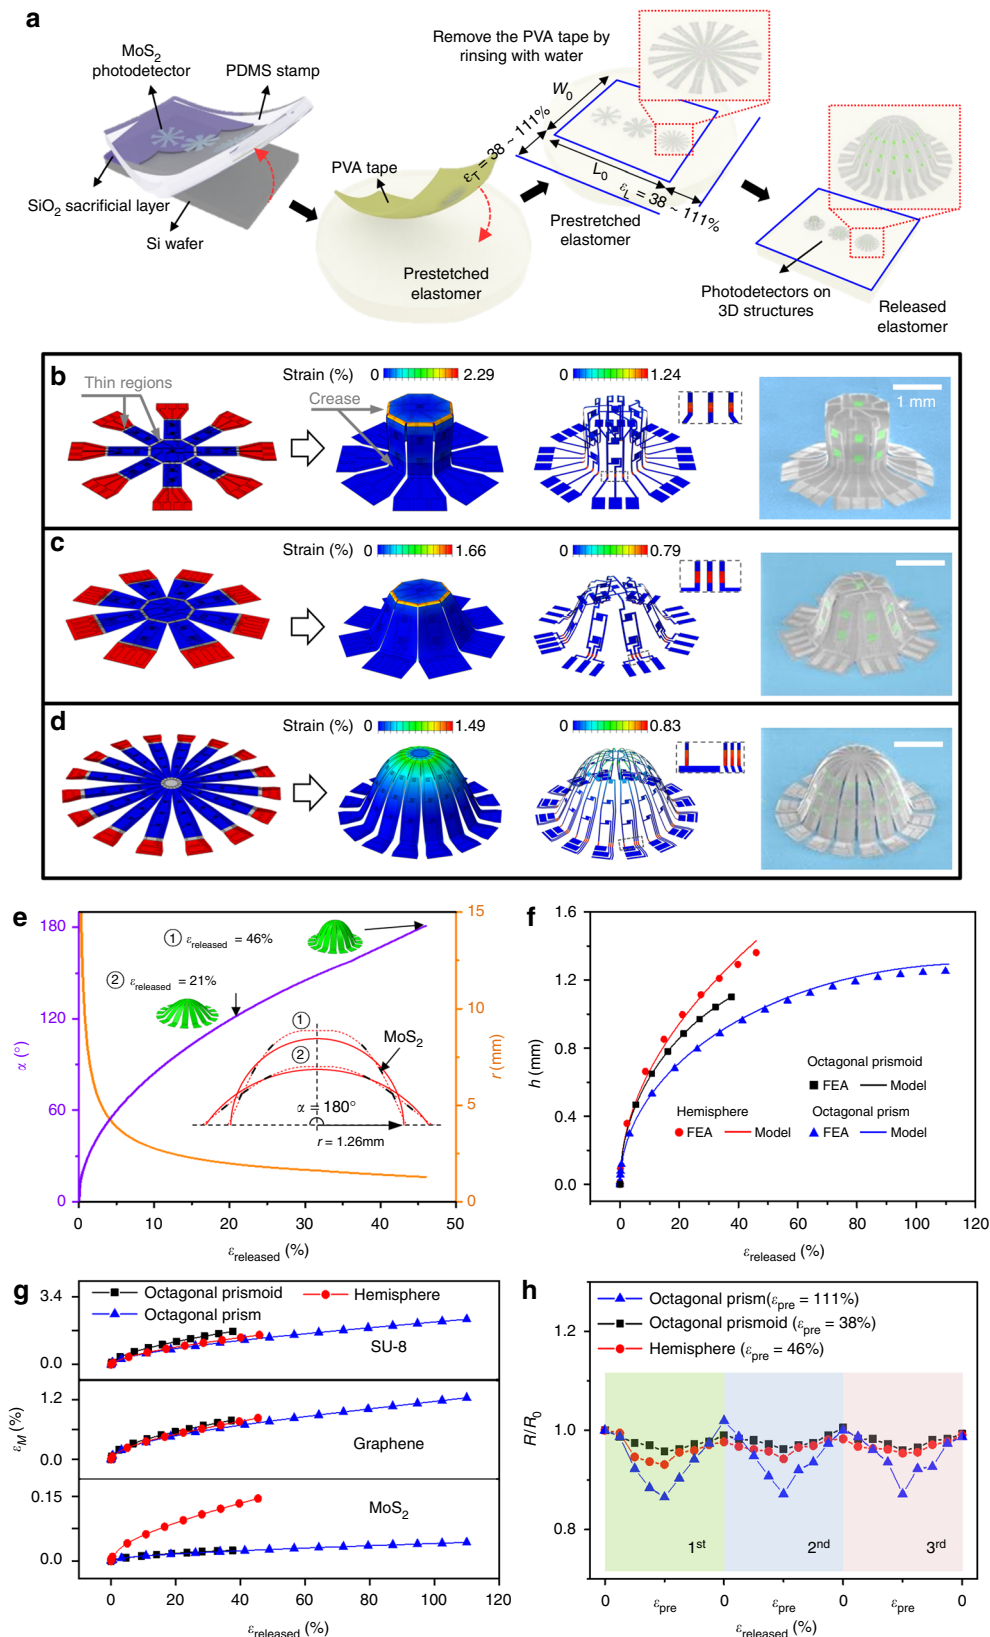 a
MoS2
photodetector
PDMS stamp
SiO2 sacrificial layer
Si wafer
PVA tape
Prestetched
elastomer
Remove the PVA tape by
rinsing with water
W0
εT = 38 ~ 111%
L0
εL = 38 ~ 111%
Prestretched
elastomer
Photodetectors on
3D structures
Released
elastomer
b
Thin regions
Strain (%) 0 2.29
Crease
0 1.24
1 mm
c
Strain (%) 0 1.66
0 0.79
d
Strain (%) 0 1.49
0 0.83
e
180
120
60
0
α (°)
① εreleased = 46%
② εreleased = 21%
①
②
MoS2
α = 180°
r = 1.26mm
15
10
5
0
r (mm)
0 10 20 30 40 50
εreleased (%)
f
1.6
1.2
0.8
0.4
0.0
h (mm)
Octagonal prismoid
FEA Model
Hemisphere
FEA Model
Octagonal prism
FEA Model
0 20 40 60 80 100 120
εreleased (%)
g
Octagonal prismoid
Hemisphere
Octagonal prism
3.4
0.0
SU-8
1.2
0.0
Graphene
0.15
0.0
MoS2
εM (%)
0 20 40 60 80 100 120
εreleased (%)
h
Octagonal prism(εpre = 111%)
Octagonal prismoid (εpre = 38%)
Hemisphere (εpre = 46%)
1.2
1.0
0.8
R/R0
1st
2nd
3rd
0 εpre 0 εpre 0 εpre 0
εreleased (%)